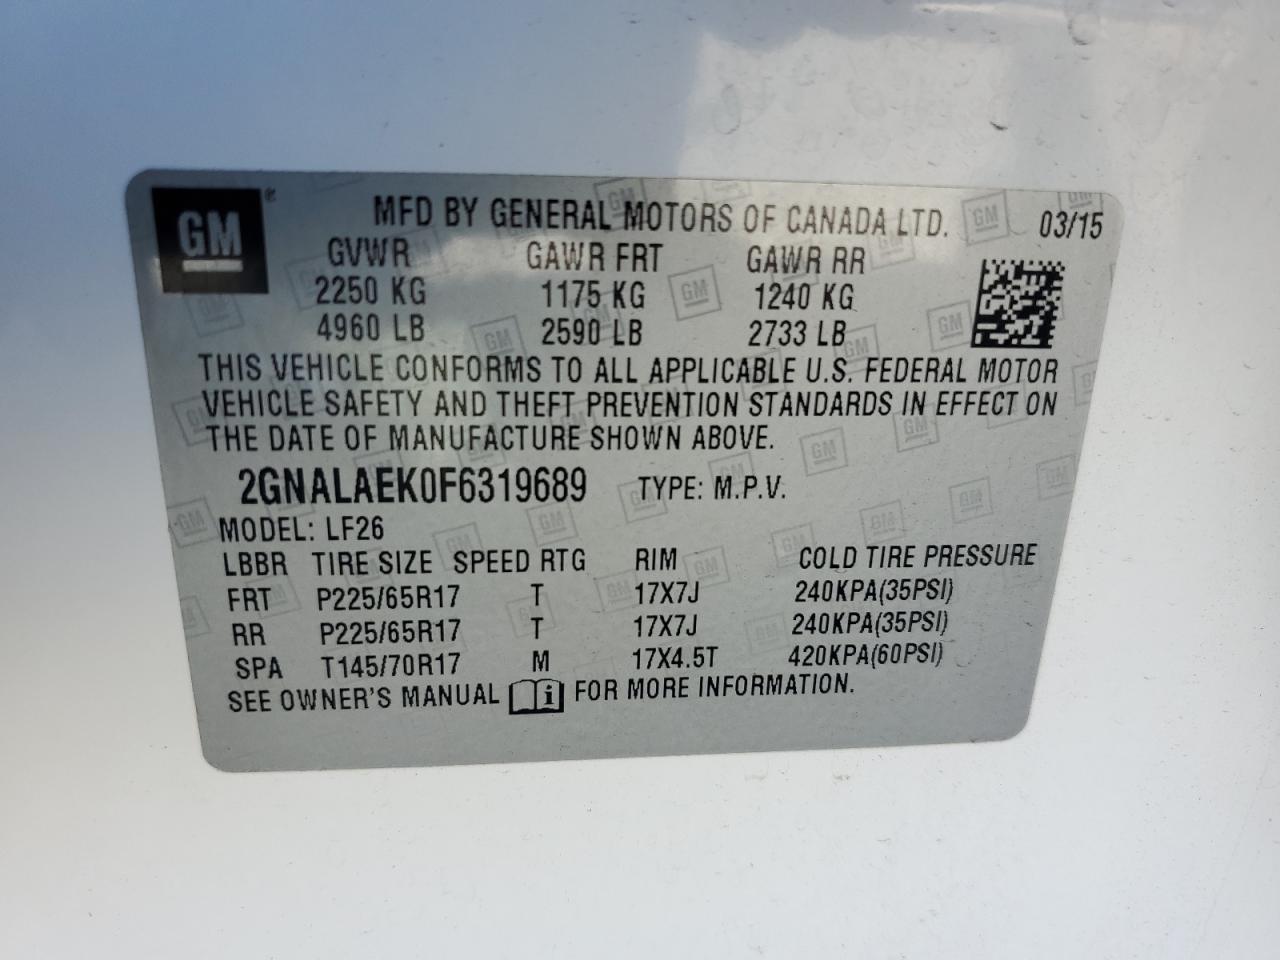 GM ® MFD BY GENERAL MOTORS OF CANADA LTD. 03/15
GVWR GAWR FRT GAWR RR
2250 KG 1175 KG 1240 KG
4960 LB 2590 LB 2733 LB
THIS VEHICLE CONFORMS TO ALL APPLICABLE U.S. FEDERAL MOTOR
VEHICLE SAFETY AND THEFT PREVENTION STANDARDS IN EFFECT ON
THE DATE OF MANUFACTURE SHOWN ABOVE.
2GNALAEK0F6319689 TYPE: M.P.V.
MODEL: LF26
LBBR TIRE SIZE SPEED RTG RIM COLD TIRE PRESSURE
FRT P225/65R17 T 17X7J 240KPA(35PSI)
RR P225/65R17 T 17X7J 240KPA(35PSI)
SPA T145/70R17 M 17X4.5T 420KPA(60PSI)
SEE OWNER'S MANUAL i FOR MORE INFORMATION.